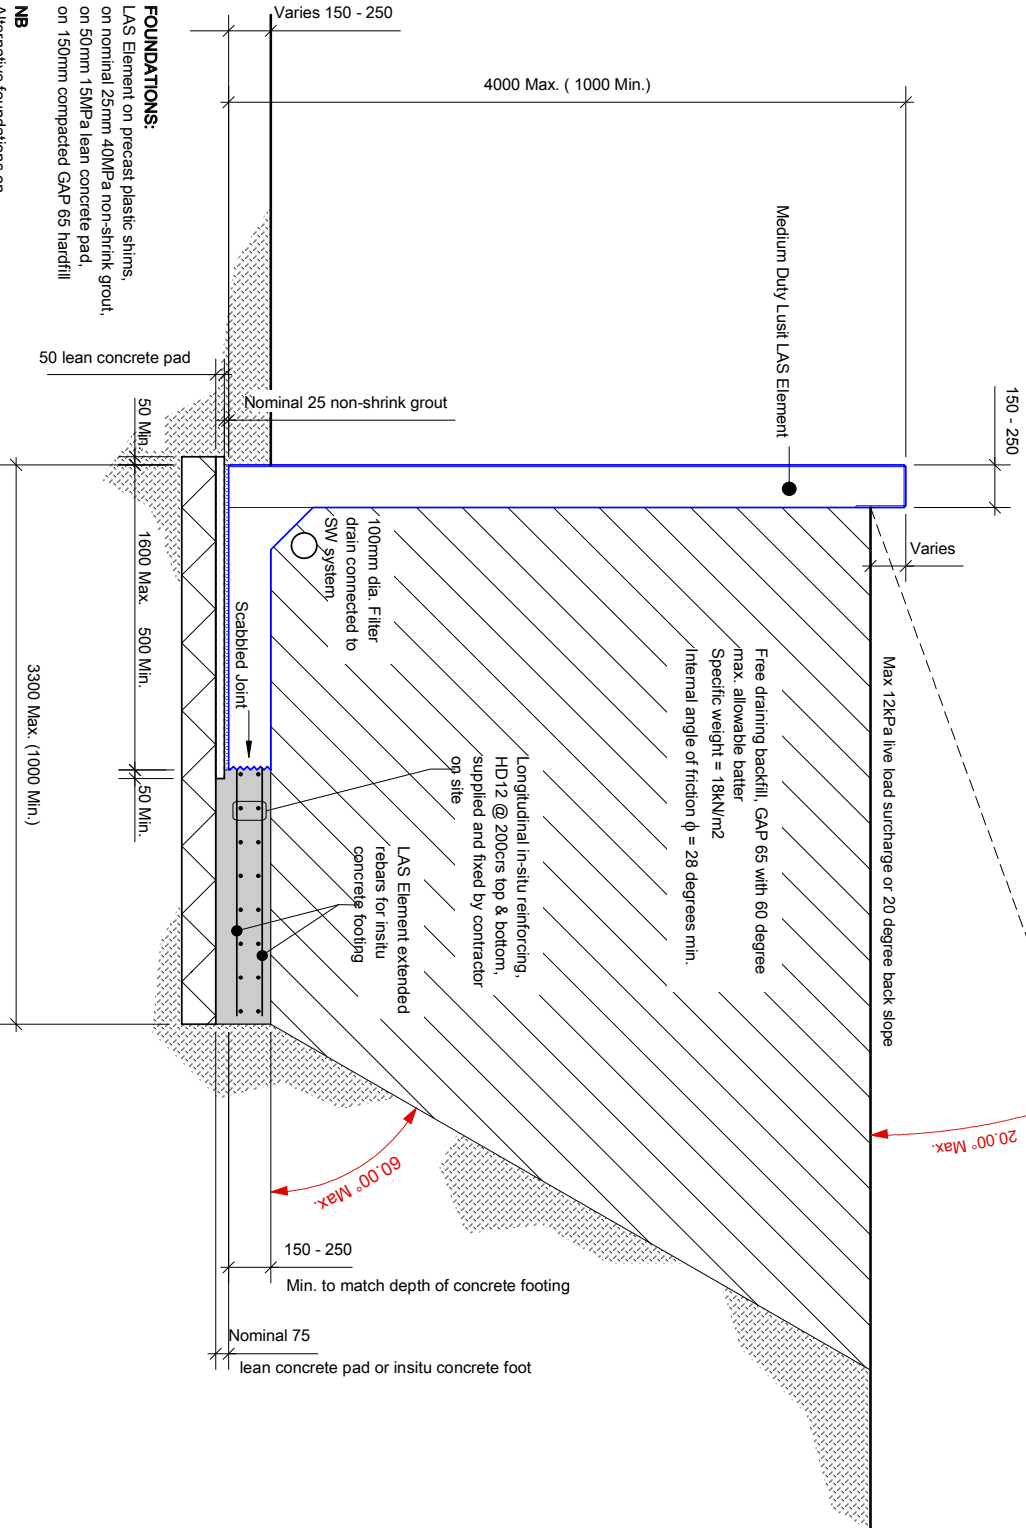 Varies 150 - 250
4000 Max. ( 1000 Min.)
150 - 250
Medium Duty Lusit LAS Element
Varies
Max 12kPa live load surcharge or 20 degree back slope
20.00° Max.
Free draining backfill, GAP 65 with 60 degree
max. allowable batter
Specific weight = 18kN/m2
Internal angle of friction ϕ = 28 degrees min.
100mm dia. Filter
drain connected to
SW system.
Scabbled Joint
Longitudinal in-situ reinforcing,
HD12 @ 200crs top & bottom,
supplied and fixed by contractor
on site
LAS Element extended
rebars for insitu
concrete footing
60.00° Max.
FOUNDATIONS:
LAS Element on precast plastic shims,
on nominal 25mm 40MPa non-shrink grout,
on 50mm 15MPa lean concrete pad,
on 150mm compacted GAP 65 hardfill
NB
Alternative foundations on
50 lean concrete pad
Nominal 25 non-shrink grout
50 Min.
1600 Max. 500 Min.
50 Min.
3300 Max. (1000 Min.)
150 - 250
Min. to match depth of concrete footing
Nominal 75
lean concrete pad or insitu concrete foot